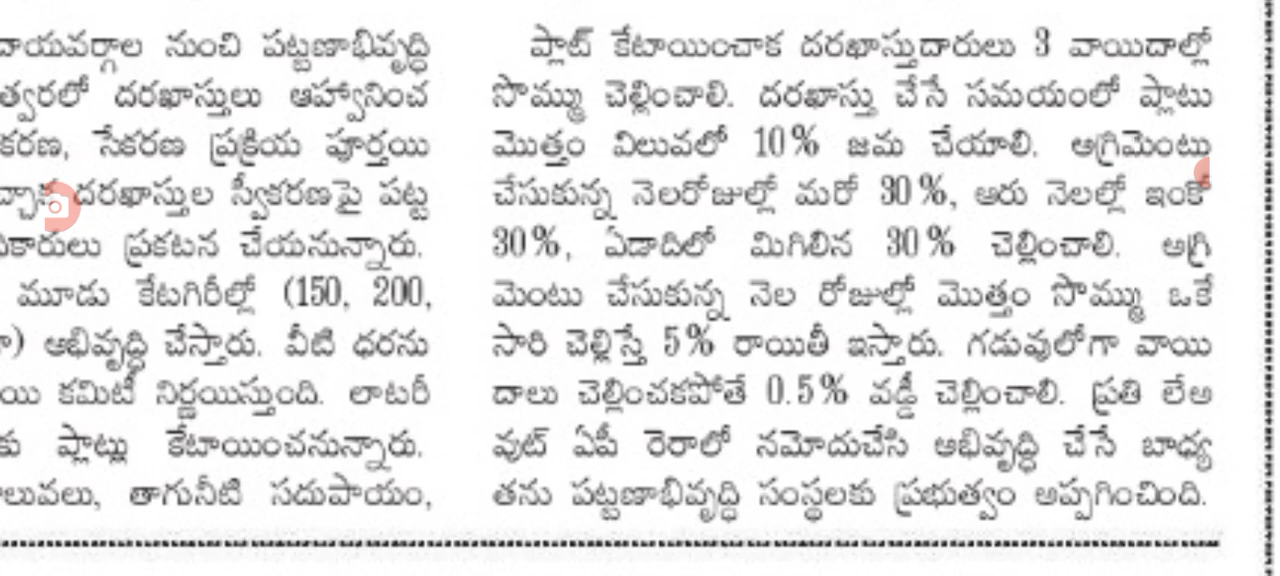 నుంచి పట్టణాభివృద్ధి
త్వరలో దరఖాస్తులు ఆహ్వానించ
సేకరణ ప్రక్రియ పూర్తయి
దరఖాస్తుల స్వీకరణపై పట్ట
ప్రకటన చేయనున్నారు.
మూడు కేటగిరీల్లో (150, 200,
అభివృద్ధి చేస్తారు. వీటి ధరను
కమిటీ నిర్ణయిస్తుంది. లాటరీ
కు ప్లాట్లు కేటాయించనున్నారు.
తాగునీటి సదుపాయం,
ప్లాట్ కేటాయించాక దరఖాస్తుదారులు 3 వాయిదాల్లో
సొమ్ము చెల్లించాలి. దరఖాస్తు చేసే సమయంలో ప్లాటు
మొత్తం విలువలో 10% జమ చేయాలి. అగ్రిమెంటు
చేసుకున్న నెలరోజుల్లో మరో 30%, ఆరు నెలల్లో ఇంకో
30%, ఏడాదిలో మిగిలిన 30% చెల్లించాలి. అగ్రి
మెంటు చేసుకున్న నెల రోజుల్లో మొత్తం సొమ్ము ఒకే
సారి చెల్లిస్తే 5% రాయితీ ఇస్తారు. గడువులోగా వాయి
దాలు చెల్లించకపోతే 0.5% వడ్డీ చెల్లించాలి. ప్రతి లేఅ
వుట్ ఏపీ రెరాలో నమోదుచేసి అభివృద్ధి చేసే బాధ్య
తను పట్టణాభివృద్ధి సంస్థలకు ప్రభుత్వం అప్పగించింది.